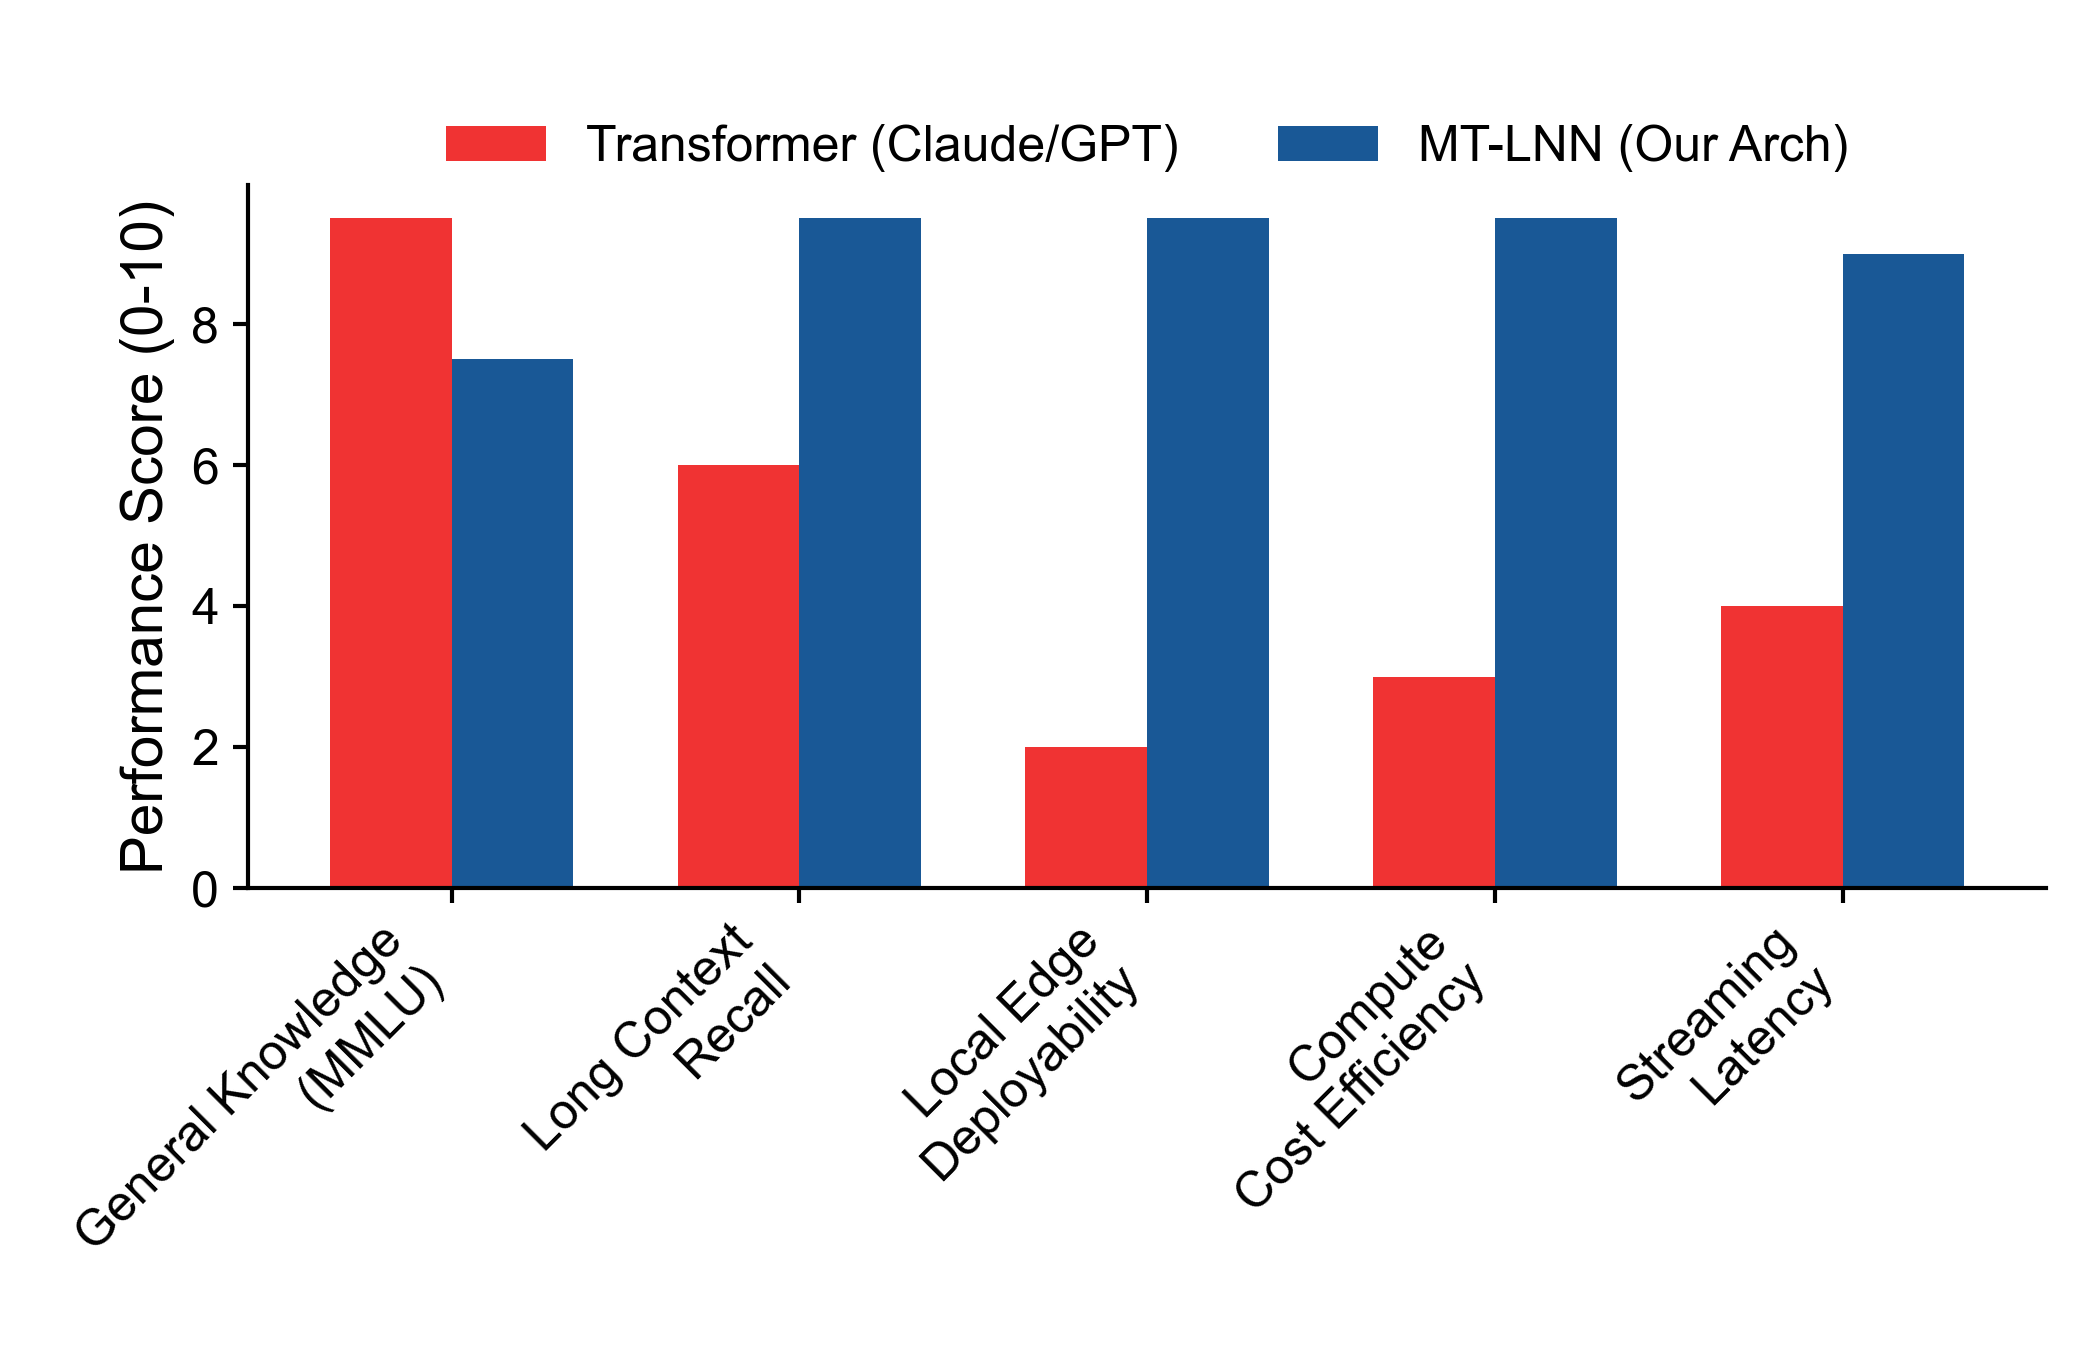 Transformer (Claude/GPT)
MT-LNN (Our Arch)
Performance Score (0-10)
8
6
4
2
0
General Knowledge
(MMLU)
Long Context
Recall
Local Edge
Deployability
Compute
Cost Efficiency
Streaming
Latency